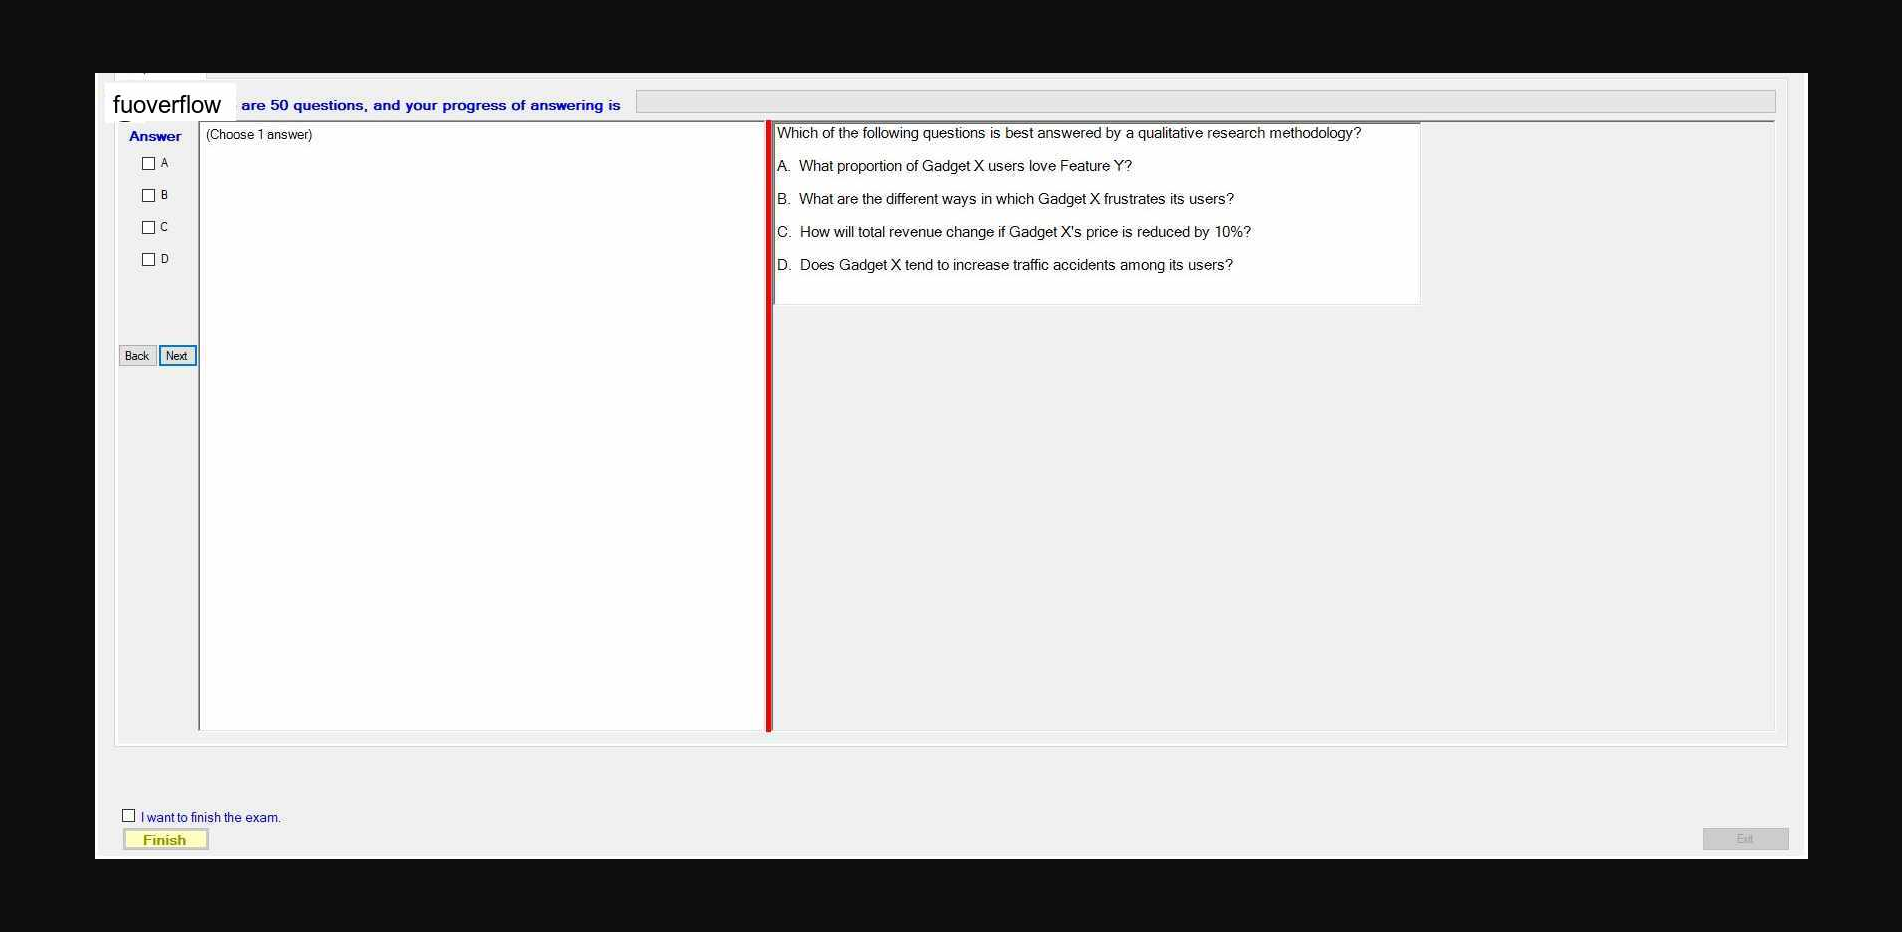 fuoverflow are 50 questions, and your progress of answering is
Answer
(Choose 1 answer)
A
B
C
D
Back Next
Which of the following questions is best answered by a qualitative research methodology?
A. What proportion of Gadget X users love Feature Y?
B. What are the different ways in which Gadget X frustrates its users?
C. How will total revenue change if Gadget X's price is reduced by 10%?
D. Does Gadget X tend to increase traffic accidents among its users?
I want to finish the exam.
Finish
Exit